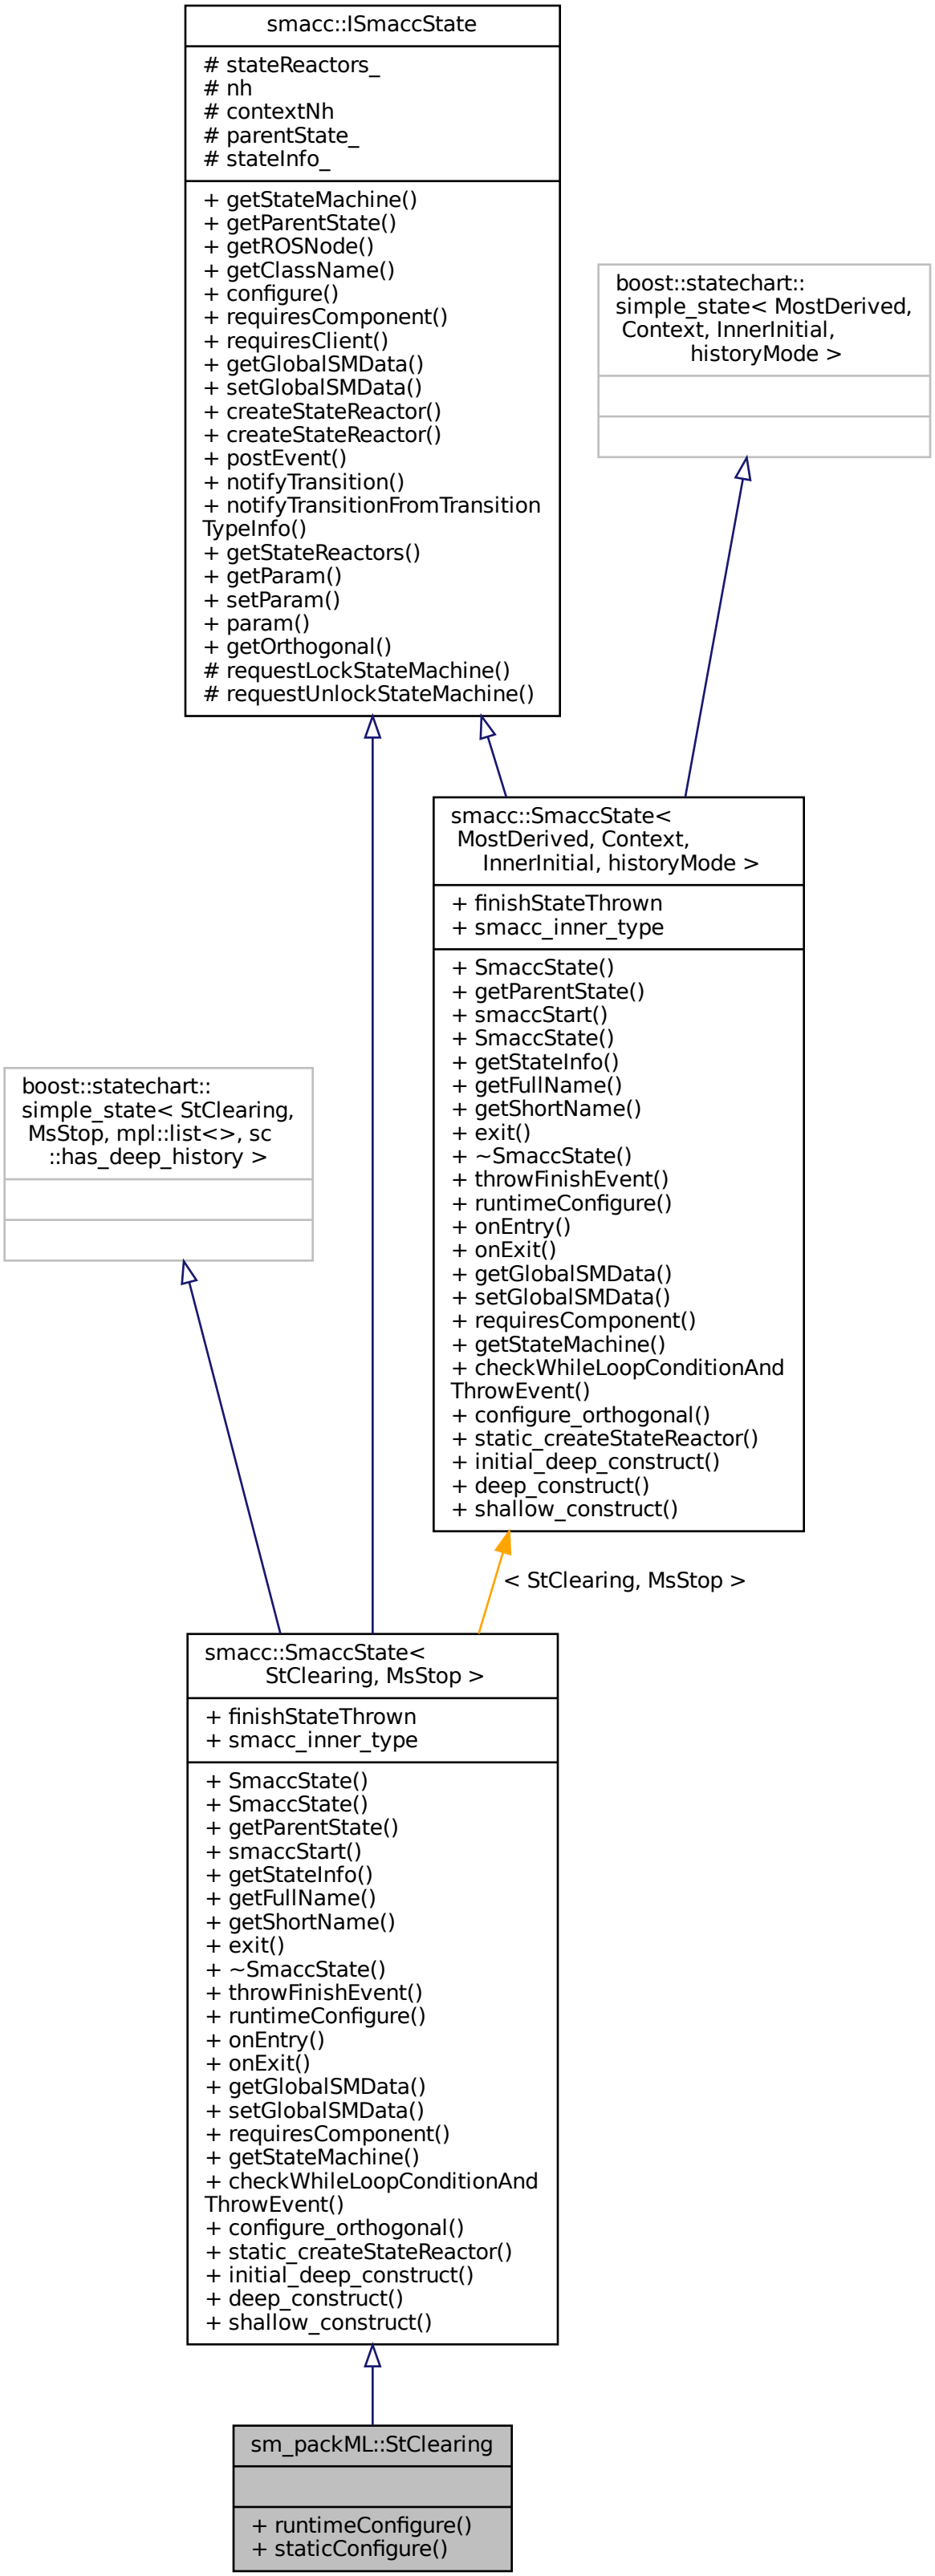 smacc::ISmaccState
# stateReactors_
# nh
# contextNh
# parentState_
# stateInfo_
+ getStateMachine()
+ getParentState()
+ getROSNode()
+ getClassName()
+ configure()
+ requiresComponent()
+ requiresClient()
+ getGlobalSMData()
+ setGlobalSMData()
+ createStateReactor()
+ createStateReactor()
+ postEvent()
+ notifyTransition()
+ notifyTransitionFromTransition
TypeInfo()
+ getStateReactors()
+ getParam()
+ setParam()
+ param()
+ getOrthogonal()
# requestLockStateMachine()
# requestUnlockStateMachine()
boost::statechart::
simple_state< MostDerived,
Context, InnerInitial,
historyMode >
smacc::SmaccState<
MostDerived, Context,
InnerInitial, historyMode >
+ finishStateThrown
+ smacc_inner_type
+ SmaccState()
+ getParentState()
+ smaccStart()
+ SmaccState()
+ getStateInfo()
+ getFullName()
+ getShortName()
+ exit()
+ ~SmaccState()
+ throwFinishEvent()
+ runtimeConfigure()
+ onEntry()
+ onExit()
+ getGlobalSMData()
+ setGlobalSMData()
+ requiresComponent()
+ getStateMachine()
+ checkWhileLoopConditionAnd
ThrowEvent()
+ configure_orthogonal()
+ static_createStateReactor()
+ initial_deep_construct()
+ deep_construct()
+ shallow_construct()
boost::statechart::
simple_state< StClearing,
MsStop, mpl::list<>, sc
::has_deep_history >
< StClearing, MsStop >
smacc::SmaccState<
StClearing, MsStop >
+ finishStateThrown
+ smacc_inner_type
+ SmaccState()
+ SmaccState()
+ getParentState()
+ smaccStart()
+ getStateInfo()
+ getFullName()
+ getShortName()
+ exit()
+ ~SmaccState()
+ throwFinishEvent()
+ runtimeConfigure()
+ onEntry()
+ onExit()
+ getGlobalSMData()
+ setGlobalSMData()
+ requiresComponent()
+ getStateMachine()
+ checkWhileLoopConditionAnd
ThrowEvent()
+ configure_orthogonal()
+ static_createStateReactor()
+ initial_deep_construct()
+ deep_construct()
+ shallow_construct()
sm_packML::StClearing
+ runtimeConfigure()
+ staticConfigure()